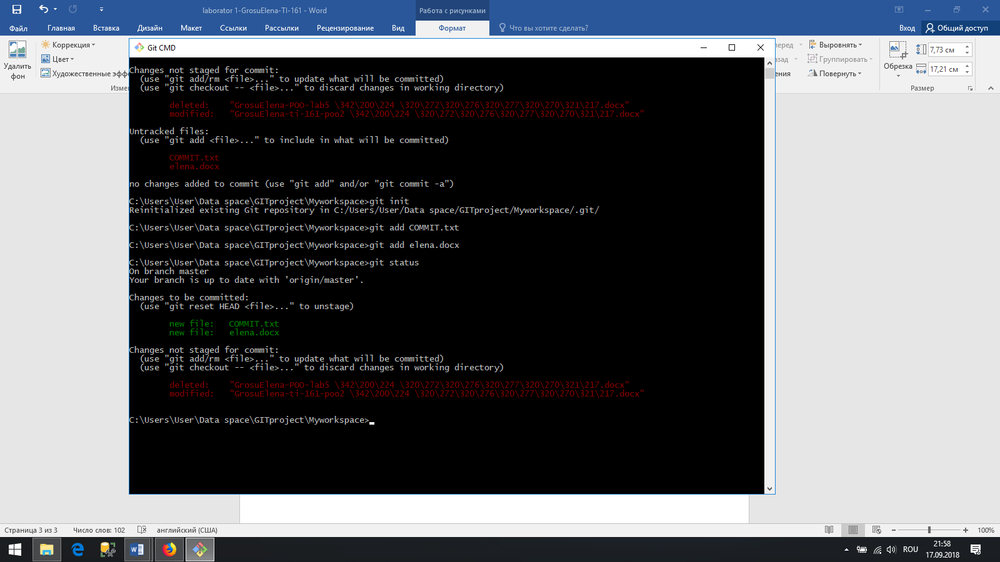 laborator 1-GrosuElena-TI-161 - Word
Работа с рисунками
Файл
Главная
Вставка
Дизайн
Макет
Ссылки
Рассылки
Рецензирование
Вид
Формат
Что вы хотите сделать?
Вход
Общий доступ
Удалить
фон
Коррекция
Цвет
Художественные эфф
Измен
перед
азад
ения
Выровнять
Группировать
Повернуть
Обрезка
7,73 см
17,21 см
Размер
Git CMD
Changes not staged for commit:
(use "git add/rm <file>..." to update what will be committed)
(use "git checkout -- <file>..." to discard changes in working directory)
deleted: "GrosuElena-POO-lab5 \342\200\224 \320\272\320\276\320\277\320\270\321\217.docx"
modified: "GrosuElena-ti-161-poo2 \342\200\224 \320\272\320\276\320\277\320\270\321\217.docx"
Untracked files:
(use "git add <file>..." to include in what will be committed)
COMMIT.txt
elena.docx
no changes added to commit (use "git add" and/or "git commit -a")
C:\Users\User\Data space\GITproject\Myworkspace>git init
Reinitialized existing Git repository in C:/Users/User/Data space/GITproject/Myworkspace/.git/
C:\Users\User\Data space\GITproject\Myworkspace>git add COMMIT.txt
C:\Users\User\Data space\GITproject\Myworkspace>git add elena.docx
C:\Users\User\Data space\GITproject\Myworkspace>git status
On branch master
Your branch is up to date with 'origin/master'.
Changes to be committed:
(use "git reset HEAD <file>..." to unstage)
new file: COMMIT.txt
new file: elena.docx
Changes not staged for commit:
(use "git add/rm <file>..." to update what will be committed)
(use "git checkout -- <file>..." to discard changes in working directory)
deleted: "GrosuElena-POO-lab5 \342\200\224 \320\272\320\276\320\277\320\270\321\217.docx"
modified: "GrosuElena-ti-161-poo2 \342\200\224 \320\272\320\276\320\277\320\270\321\217.docx"
C:\Users\User\Data space\GITproject\Myworkspace>
Страница 3 из 3
Число слов: 102
английский (США)
100%
ROU
21:58
17.09.2018